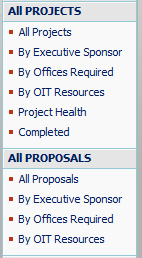 All PROJECTS
All Projects
By Executive Sponsor
By Offices Required
By OIT Resources
Project Health
Completed
All PROPOSALS
All Proposals
By Executive Sponsor
By Offices Required
By OIT Resources